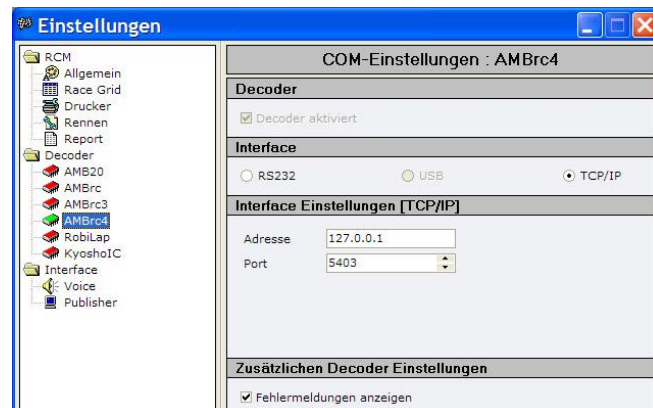 Einstellungen
RCM
Allgemein
Race Grid
Drucker
Rennen
Report
Decoder
AMB20
AMBrc
AMBrc3
AMBrc4
RobiLap
KyoshoIC
Interface
Voice
Publisher
COM-Einstellungen : AMBrc4
Decoder
Decoder aktiviert
Interface
RS232 USB TCP/IP
Interface Einstellungen [TCP/IP]
Adresse 127.0.0.1
Port 5403
Zusätzlichen Decoder Einstellungen
Fehlermeldungen anzeigen